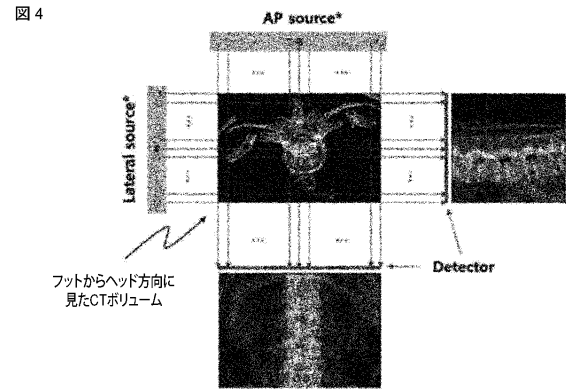 図 4
AP source*
Lateral source*
Detector
フットからヘッド方向に
見たCTボリューム